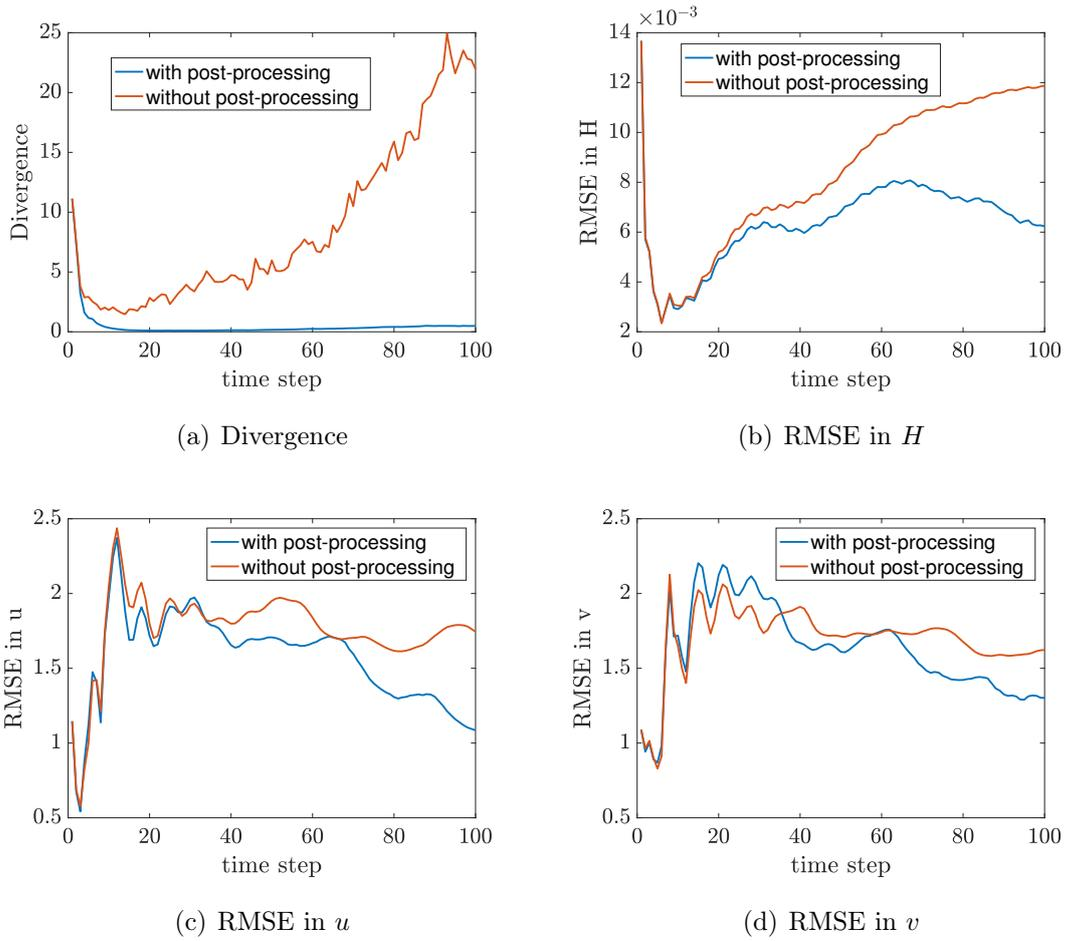 25
20
15
10
5
0
0 20 40 60 80 100
Divergence
time step
with post-processing
without post-processing
(a) Divergence
×10⁻³
14
12
10
8
6
4
2
0 20 40 60 80 100
RMSE in H
time step
with post-processing
without post-processing
(b) RMSE in H
2.5
2
1.5
1
0.5
0 20 40 60 80 100
RMSE in u
time step
with post-processing
without post-processing
(c) RMSE in u
2.5
2
1.5
1
0.5
0 20 40 60 80 100
RMSE in v
time step
with post-processing
without post-processing
(d) RMSE in v